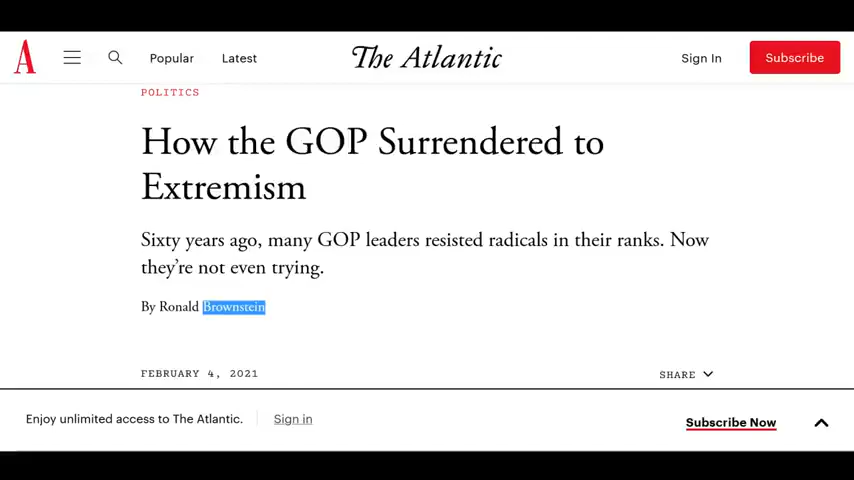 A
Popular
Latest
The Atlantic
Sign In
Subscribe
POLITICS
How the GOP Surrendered to
Extremism
Sixty years ago, many GOP leaders resisted radicals in their ranks. Now
they're not even trying.
By Ronald Brownstein
FEBRUARY 4, 2021
SHARE
Enjoy unlimited access to The Atlantic.
Sign in
Subscribe Now